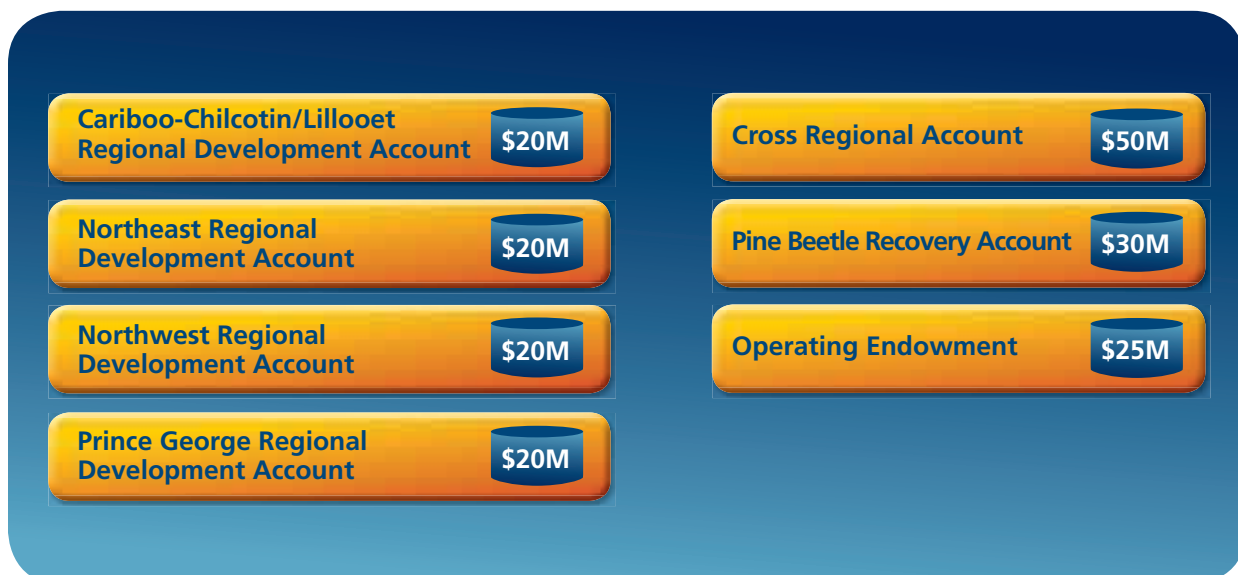 Cariboo-Chilcotin/Lillooet
Regional Development Account
$20M
Northeast Regional
Development Account
$20M
Northwest Regional
Development Account
$20M
Prince George Regional
Development Account
$20M
Cross Regional Account
$50M
Pine Beetle Recovery Account
$30M
Operating Endowment
$25M